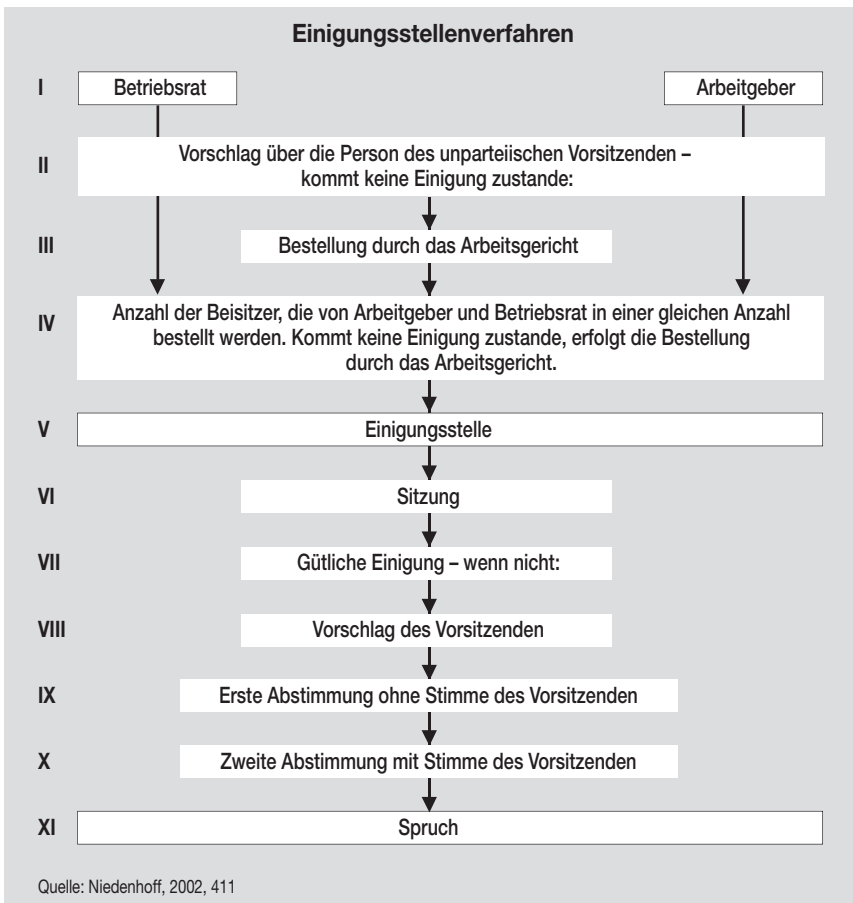 Einigungsstellenverfahren
I Betriebsrat Arbeitgeber
II Vorschlag über die Person des unparteiischen Vorsitzenden –
kommt keine Einigung zustande:
III Bestellung durch das Arbeitsgericht
IV Anzahl der Beisitzer, die von Arbeitgeber und Betriebsrat in einer gleichen Anzahl
bestellt werden. Kommt keine Einigung zustande, erfolgt die Bestellung
durch das Arbeitsgericht.
V Einigungsstelle
VI Sitzung
VII Gütliche Einigung – wenn nicht:
VIII Vorschlag des Vorsitzenden
IX Erste Abstimmung ohne Stimme des Vorsitzenden
X Zweite Abstimmung mit Stimme des Vorsitzenden
XI Spruch
Quelle: Niedenhoff, 2002, 411